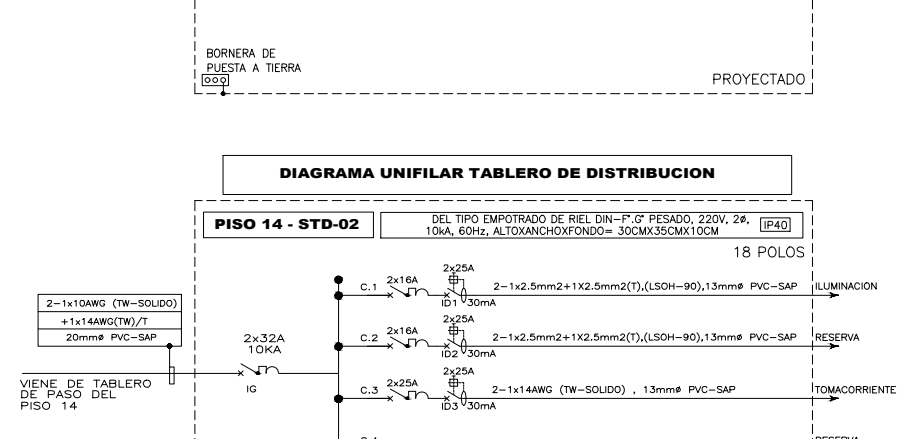 BORNERA DE
PUESTA A TIERRA
PROYECTADO
DIAGRAMA UNIFILAR TABLERO DE DISTRIBUCION
PISO 14 - STD-02
DEL TIPO EMPOTRADO DE RIEL DIN-F°.G° PESADO, 220V, 2ø,
10kA, 60Hz, ALTOXANCHOXFONDO= 30CMX35CMX10CM
IP40
18 POLOS
2-1x10AWG (TW-SOLIDO)
+1x14AWG(TW)/T
20mmø PVC-SAP
VIENE DE TABLERO
DE PASO DEL
PISO 14
2x32A
10KA
IG
C.1
2x16A
2x25A
ID1
30mA
2-1x2.5mm2+1X2.5mm2(T),(LSOH-90),13mmø PVC-SAP
ILUMINACION
C.2
2x16A
2x25A
ID2
30mA
2-1x2.5mm2+1X2.5mm2(T),(LSOH-90),13mmø PVC-SAP
RESERVA
C.3
2x25A
2x25A
ID3
30mA
2-1x14AWG (TW-SOLIDO) , 13mmø PVC-SAP
TOMACORRIENTE
RESERVA